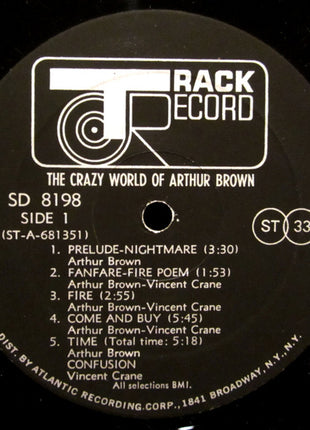 TRACK
RECORD
THE CRAZY WORLD OF ARTHUR BROWN
SD 8198
SIDE 1
(ST-A-681351)
ST 33
1. PRELUDE-NIGHTMARE (3:30)
Arthur Brown
2. FANFARE-FIRE POEM (1:53)
Arthur Brown-Vincent Crane
3. FIRE (2:55)
Arthur Brown-Vincent Crane
4. COME AND BUY (5:45)
Arthur Brown-Vincent Crane
5. TIME (Total time: 5:18)
Arthur Brown
CONFUSION
Vincent Crane
All selections BMI.
DIST. BY ATLANTIC RECORDING CORP., 1841 BROADWAY, N.Y., N.Y.